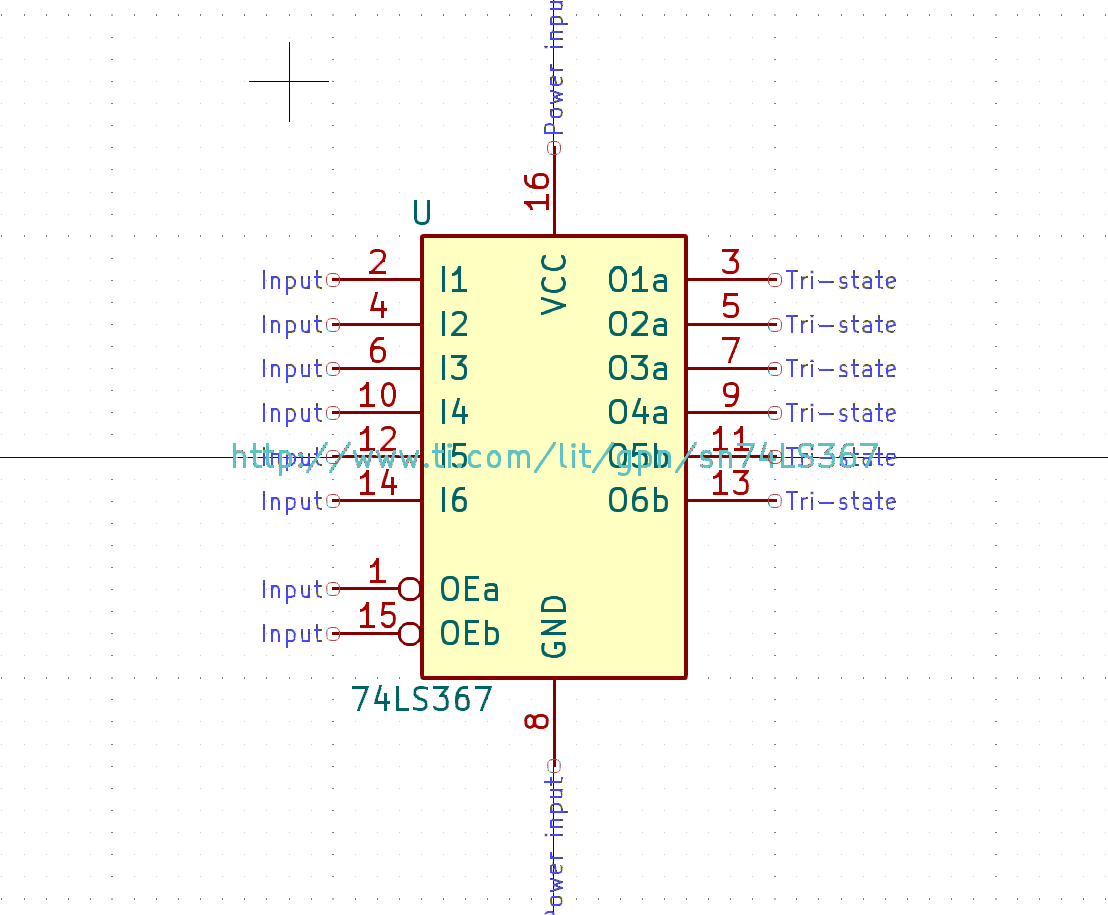 Power inpu
16
U
VCC
Input 2 I1 O1a 3 Tri-state
Input 4 I2 O2a 5 Tri-state
Input 6 I3 O3a 7 Tri-state
Input 10 I4 O4a 9 Tri-state
Input 12 I5 O5b 11 Tri-state
http://www.ti.com/lit/gpn/sn74LS367
Input 14 I6 O6b 13 Tri-state
Input 1 OEa
Input 15 OEb
GND
74LS367
8
Power input